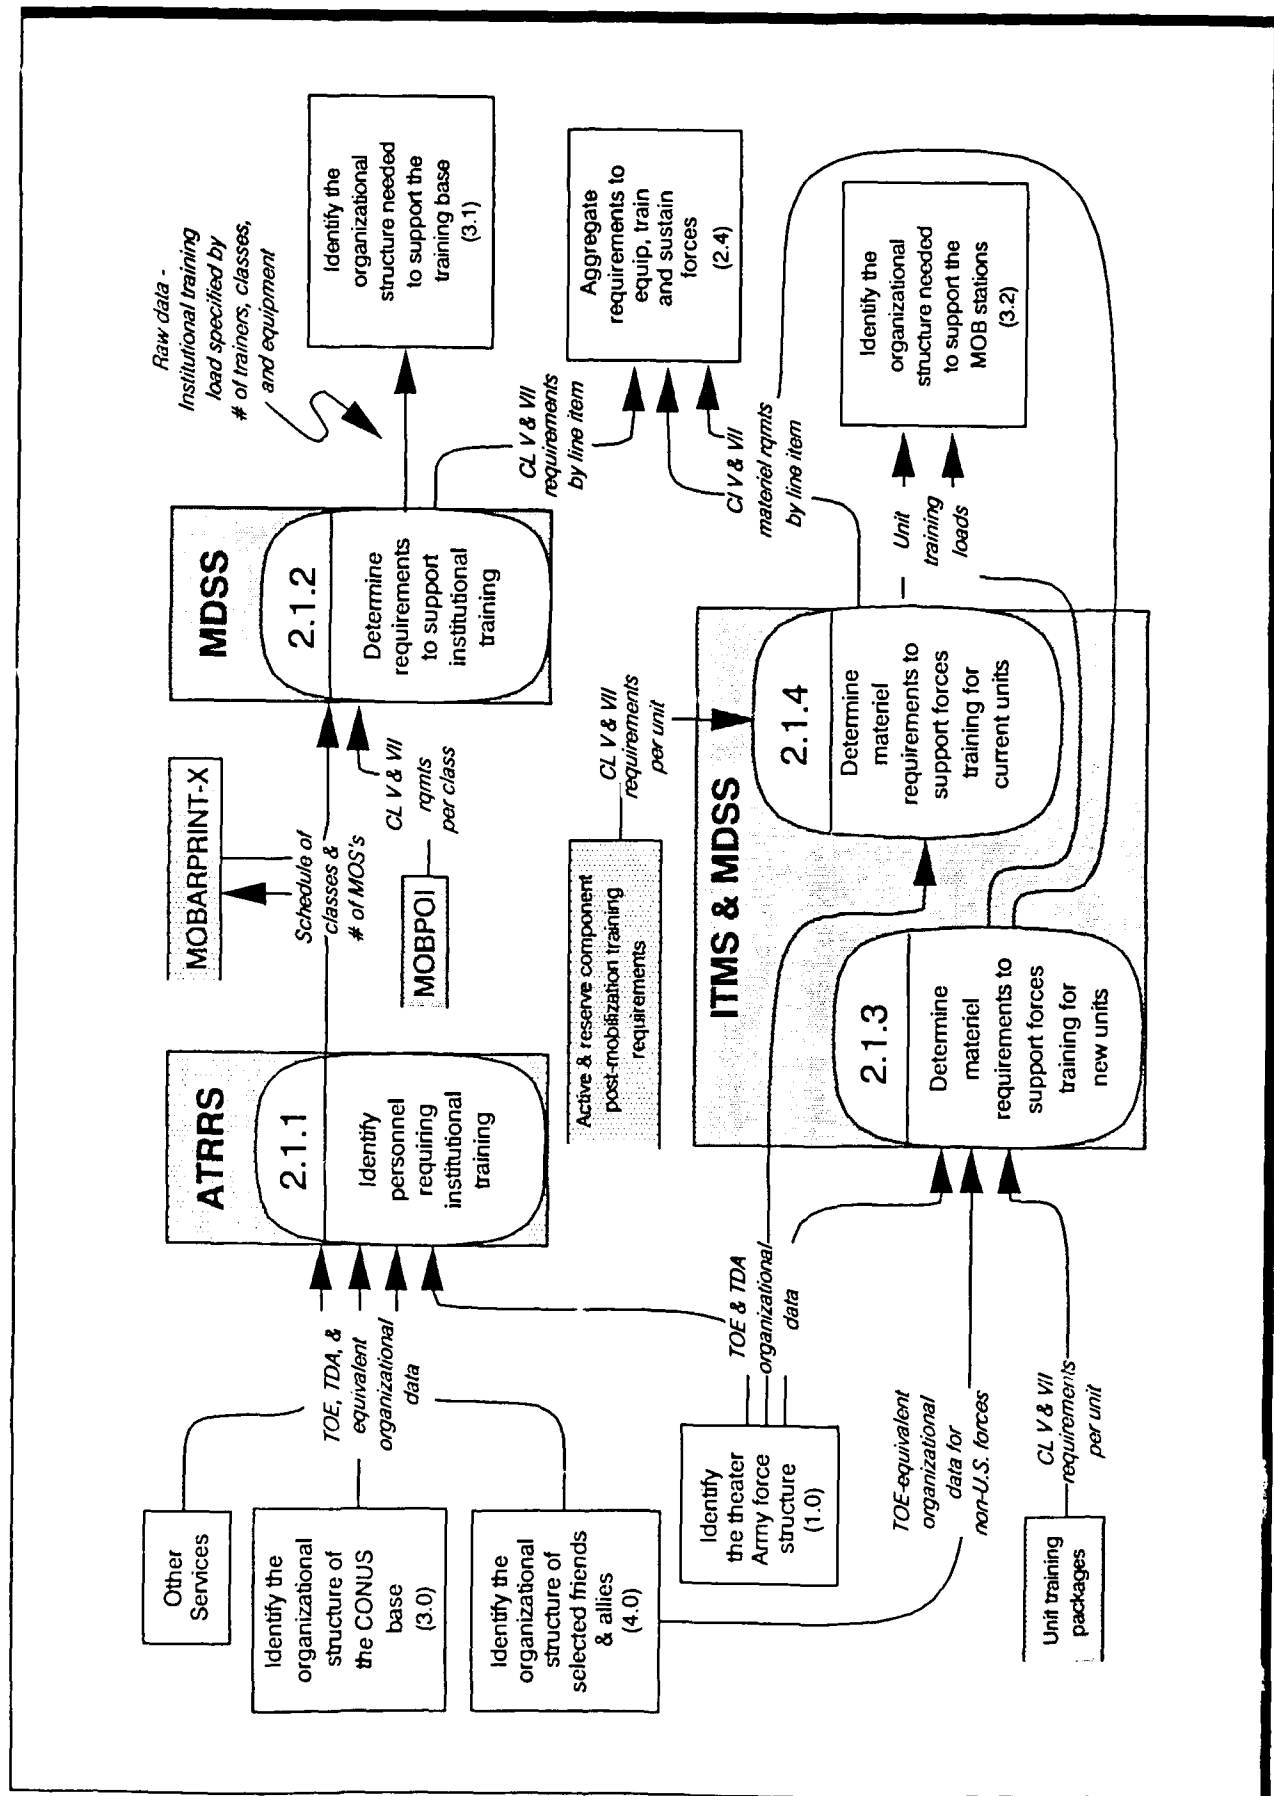 Other
Services
Identify the
organizational
structure of
the CONUS
base
(3.0)
Identify the
organizational
structure of
selected friends
& allies
(4.0)
TOE, TDA, &
equivalent
organizational
data
ATRRS
2.1.1
Identify
personnel
requiring
institutional
training
MOBARPRINT-X
Schedule of
classes &
# of MOS's
MOBPOI
CL V & VII
rqmts
per class
MDSS
2.1.2
Determine
requirements
to support
institutional
training
Raw data -
Institutional training
load specified by
# of trainers, classes,
and equipment
Identify the
organizational
structure needed
to support the
training base
(3.1)
CL V & VII
requirements
by line item
Aggregate
requirements to
equip, train
and sustain
forces
(2.4)
Identify
the theater
Army force
structure
(1.0)
TOE & TDA
organizational
data
Active & reserve component
post-mobilization training
requirements
CL V & VII
requirements
per unit
Cl V & VII
materiel rqmts
by line item
ITMS & MDSS
2.1.3
Determine
materiel
requirements to
support forces
training for
new units
2.1.4
Determine
materiel
requirements to
support forces
training for
current units
Unit
training
loads
Identify the
organizational
structure needed
to support the
MOB stations
(3.2)
TOE-equivalent
organizational
data for
non-U.S. forces
Unit training
packages
CL V & VII
requirements
per unit